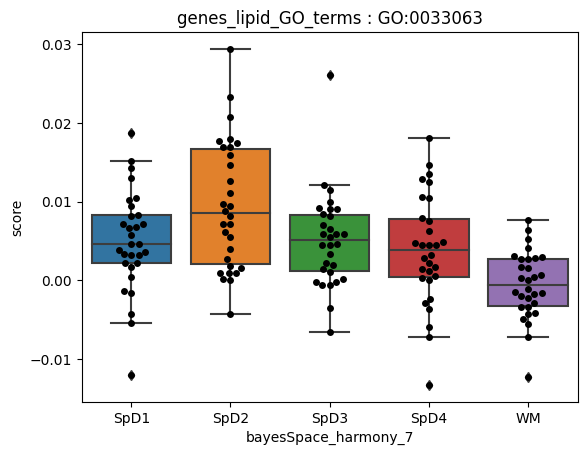 genes_lipid_GO_terms : GO:0033063
0.03
0.02
0.01
0.00
−0.01
score
SpD1 SpD2 SpD3 SpD4 WM
bayesSpace_harmony_7